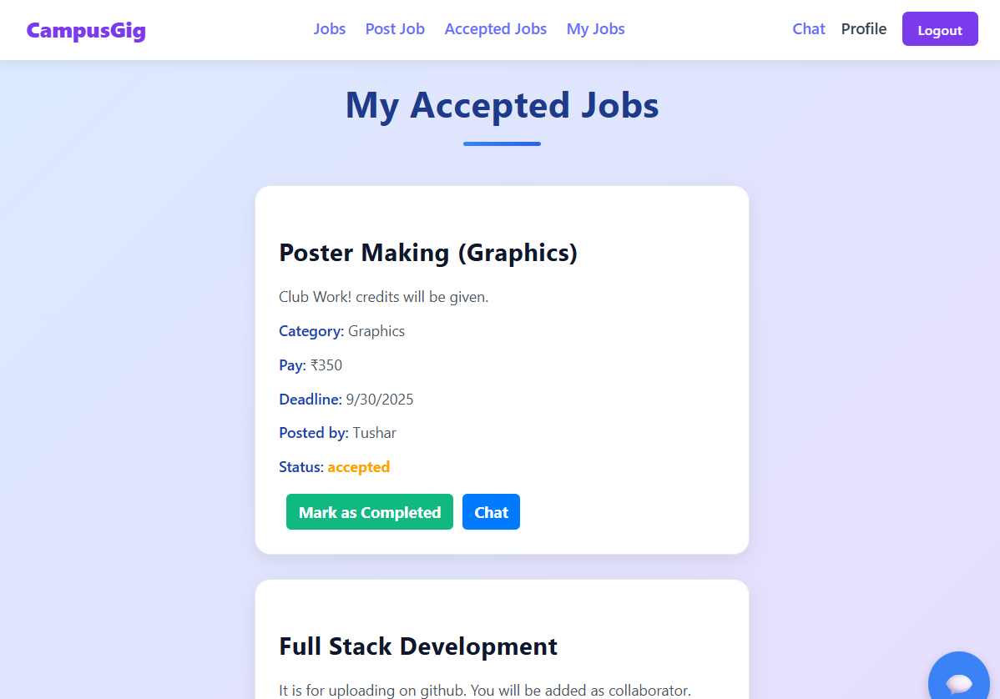 CampusGig
Jobs Post Job Accepted Jobs My Jobs
Chat Profile Logout
My Accepted Jobs
Poster Making (Graphics)
Club Work! credits will be given.
Category: Graphics
Pay: ₹350
Deadline: 9/30/2025
Posted by: Tushar
Status: accepted
Mark as Completed Chat
Full Stack Development
It is for uploading on github. You will be added as collaborator.